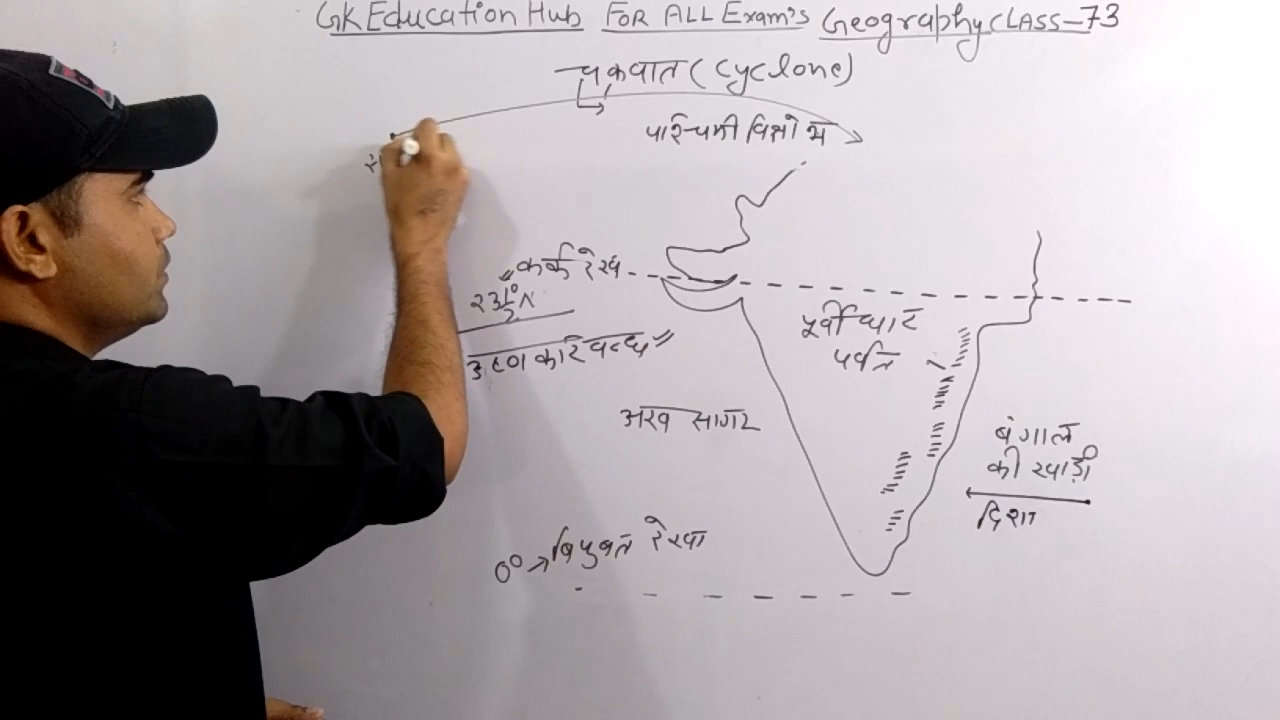 GK Education Hub FOR ALL Exam's Geography CLASS-73
चक्रवात (Cyclone)
पश्चिमी विक्षोभ
"कर्क रेखा
23½°N
उष्ण कटिबन्ध"
पूर्वी घाट
पर्वत
अरब सागर
बंगाल
की खाड़ी
दिशा
0° → विषुवत रेखा